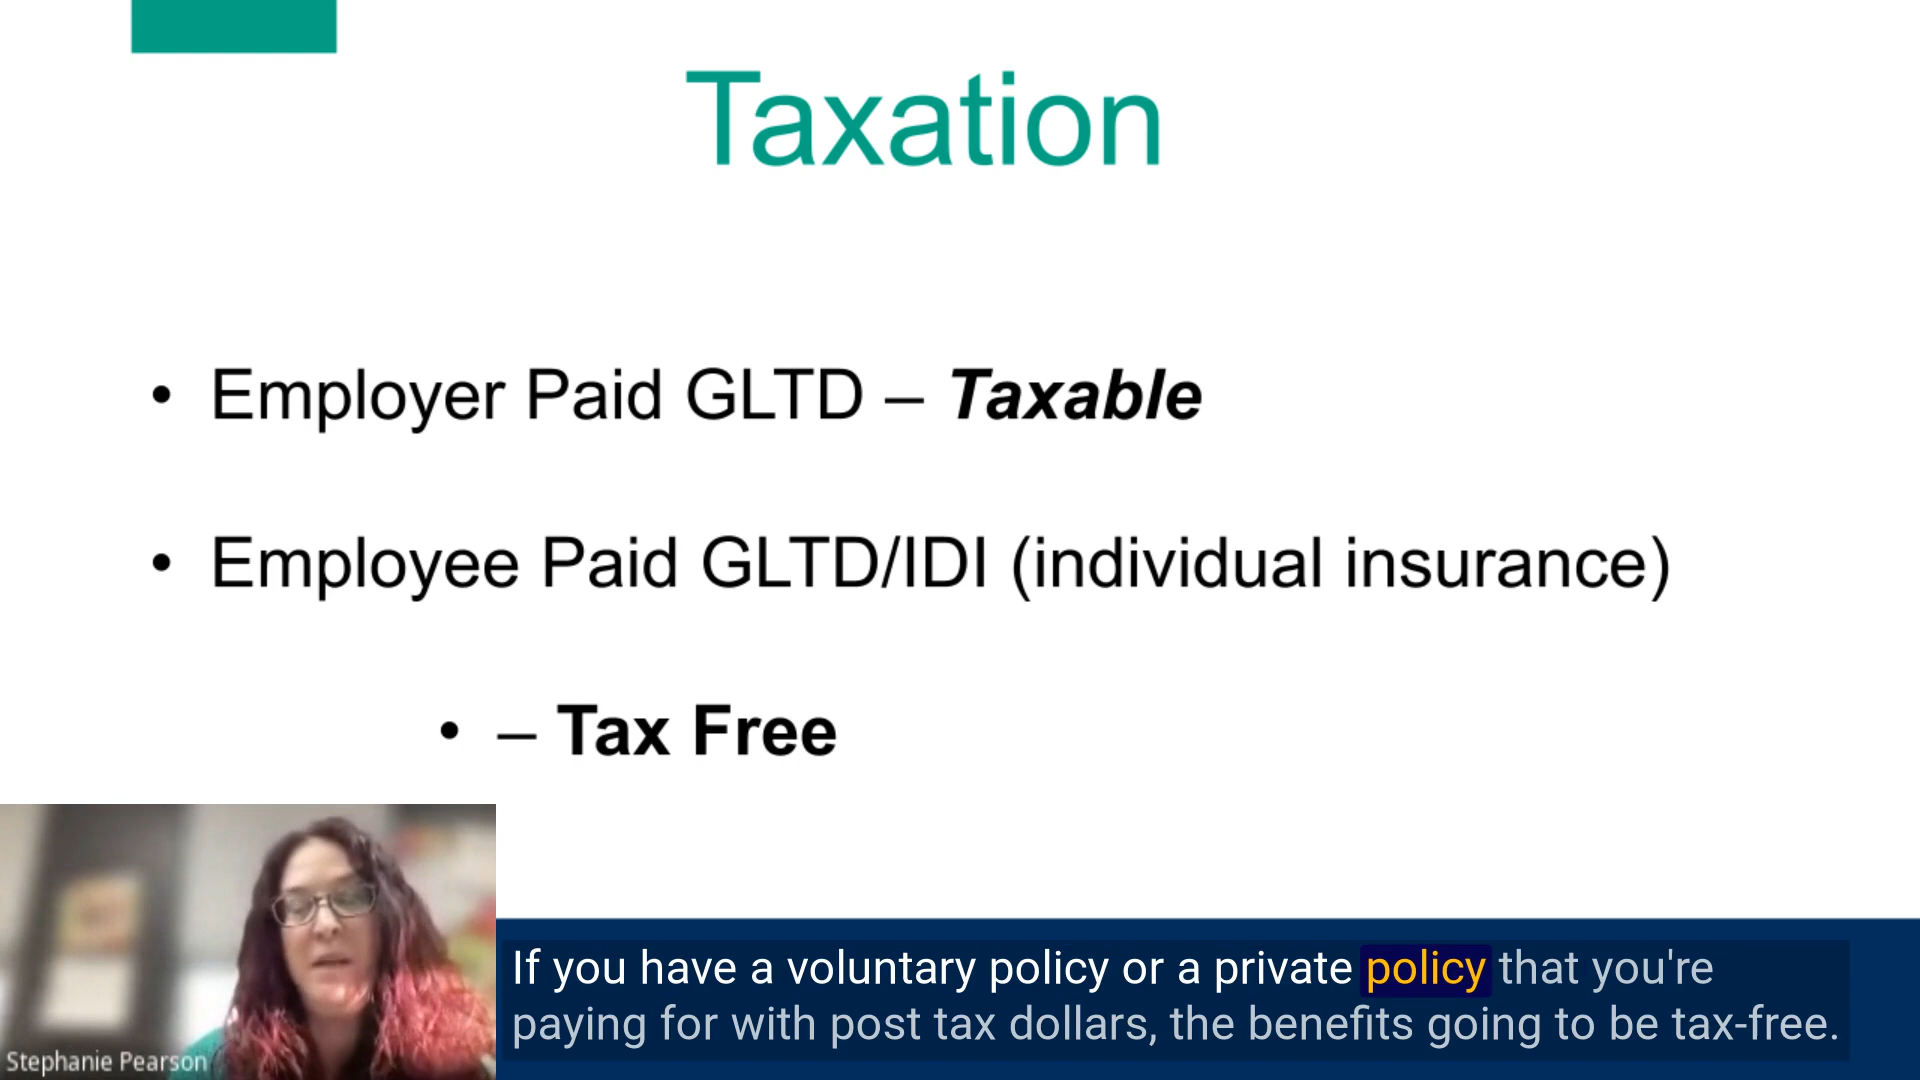 Taxation
• Employer Paid GLTD – Taxable
• Employee Paid GLTD/IDI (individual insurance)
• – Tax Free
If you have a voluntary policy or a private policy that you're
paying for with post tax dollars, the benefits going to be tax-free.
Stephanie Pearson